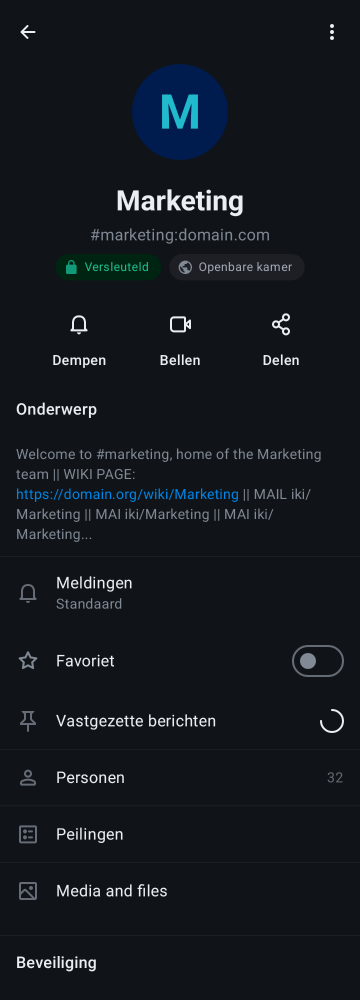 M
Marketing
#marketing:domain.com
Versleuteld
Openbare kamer
Dempen
Bellen
Delen
Onderwerp
Welcome to #marketing, home of the Marketing
team || WIKI PAGE:
https://domain.org/wiki/Marketing || MAIL iki/
Marketing || MAI iki/Marketing || MAI iki/
Marketing...
Meldingen
Standaard
Favoriet
Vastgezette berichten
Personen 32
Peilingen
Media and files
Beveiliging